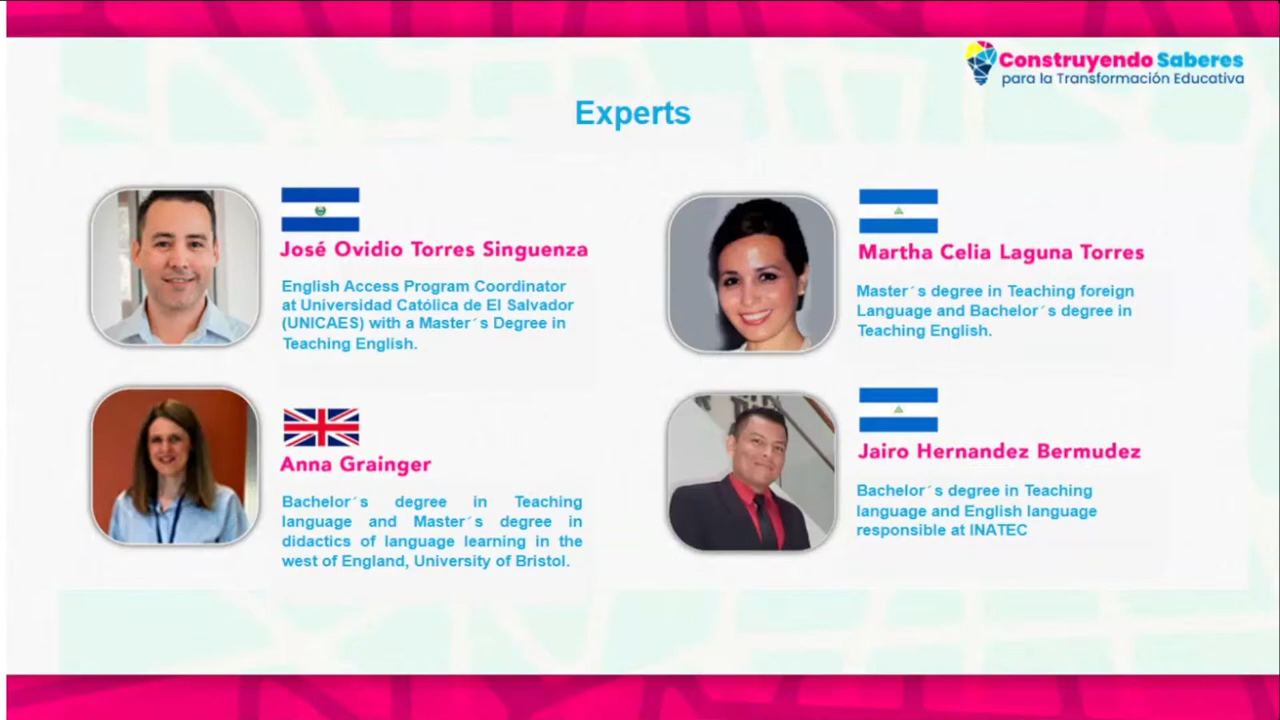 Construyendo Saberes
para la Transformación Educativa
Experts
José Ovidio Torres Singuenza
English Access Program Coordinator
at Universidad Católica de El Salvador
(UNICAES) with a Master´s Degree in
Teaching English.
Martha Celia Laguna Torres
Master´s degree in Teaching foreign
Language and Bachelor´s degree in
Teaching English.
Anna Grainger
Bachelor´s degree in Teaching
language and Master´s degree in
didactics of language learning in the
west of England, University of Bristol.
Jairo Hernandez Bermudez
Bachelor´s degree in Teaching
language and English language
responsible at INATEC